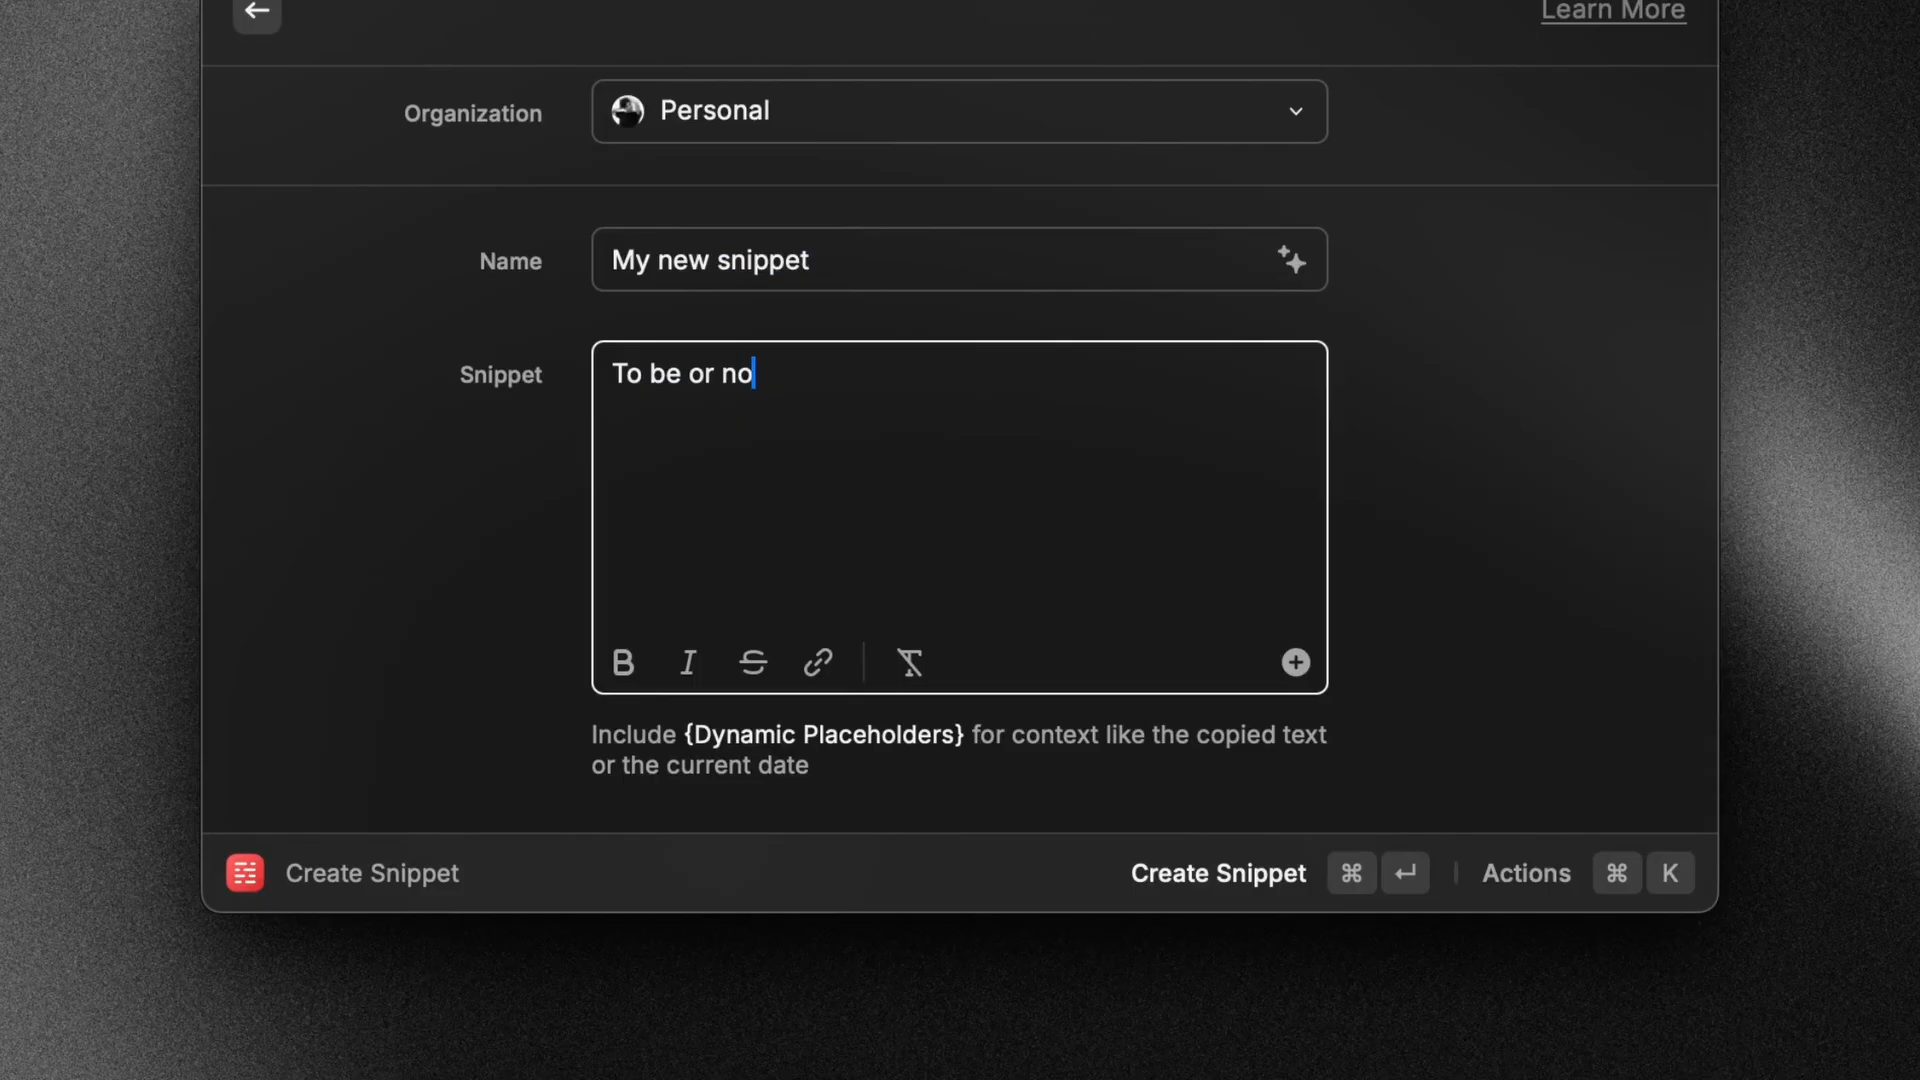 Learn More
Organization
Personal
Name
My new snippet
Snippet
To be or no
B I S
Include {Dynamic Placeholders} for context like the copied text
or the current date
Create Snippet
Create Snippet ⌘ ↵ Actions ⌘ K